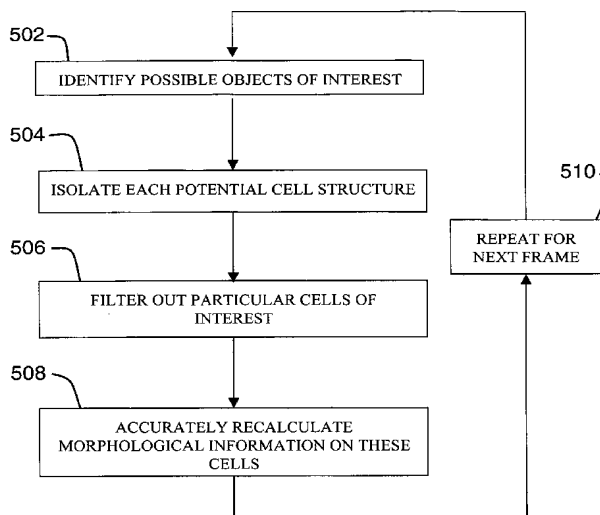 502
IDENTIFY POSSIBLE OBJECTS OF INTEREST
504
ISOLATE EACH POTENTIAL CELL STRUCTURE
510
REPEAT FOR
NEXT FRAME
506
FILTER OUT PARTICULAR CELLS OF
INTEREST
508
ACCURATELY RECALCULATE
MORPHOLOGICAL INFORMATION ON THESE
CELLS